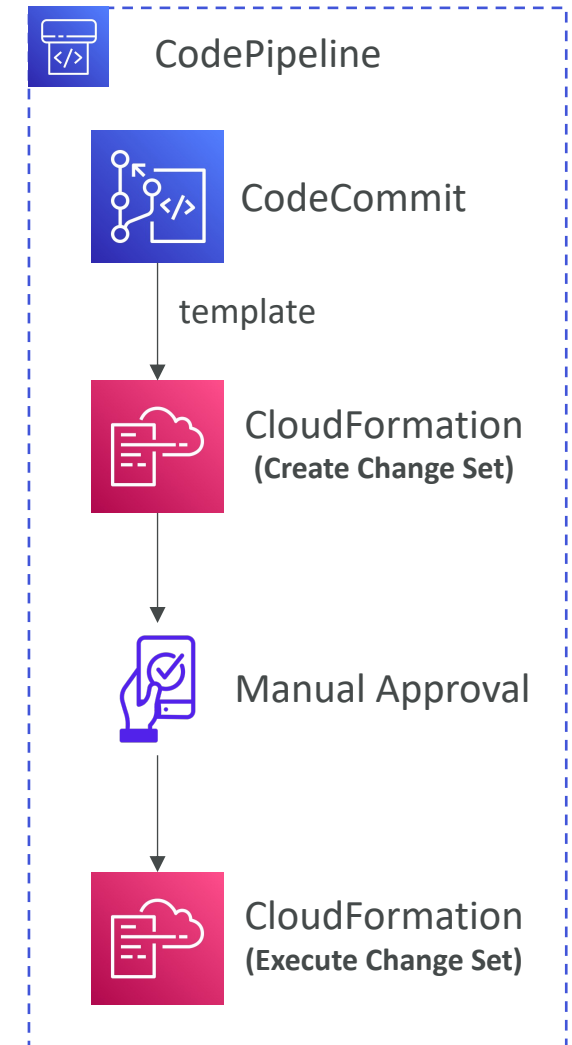 CodePipeline
</>
CodeCommit
</>
template
CloudFormation
(Create Change Set)
Manual Approval
CloudFormation
(Execute Change Set)